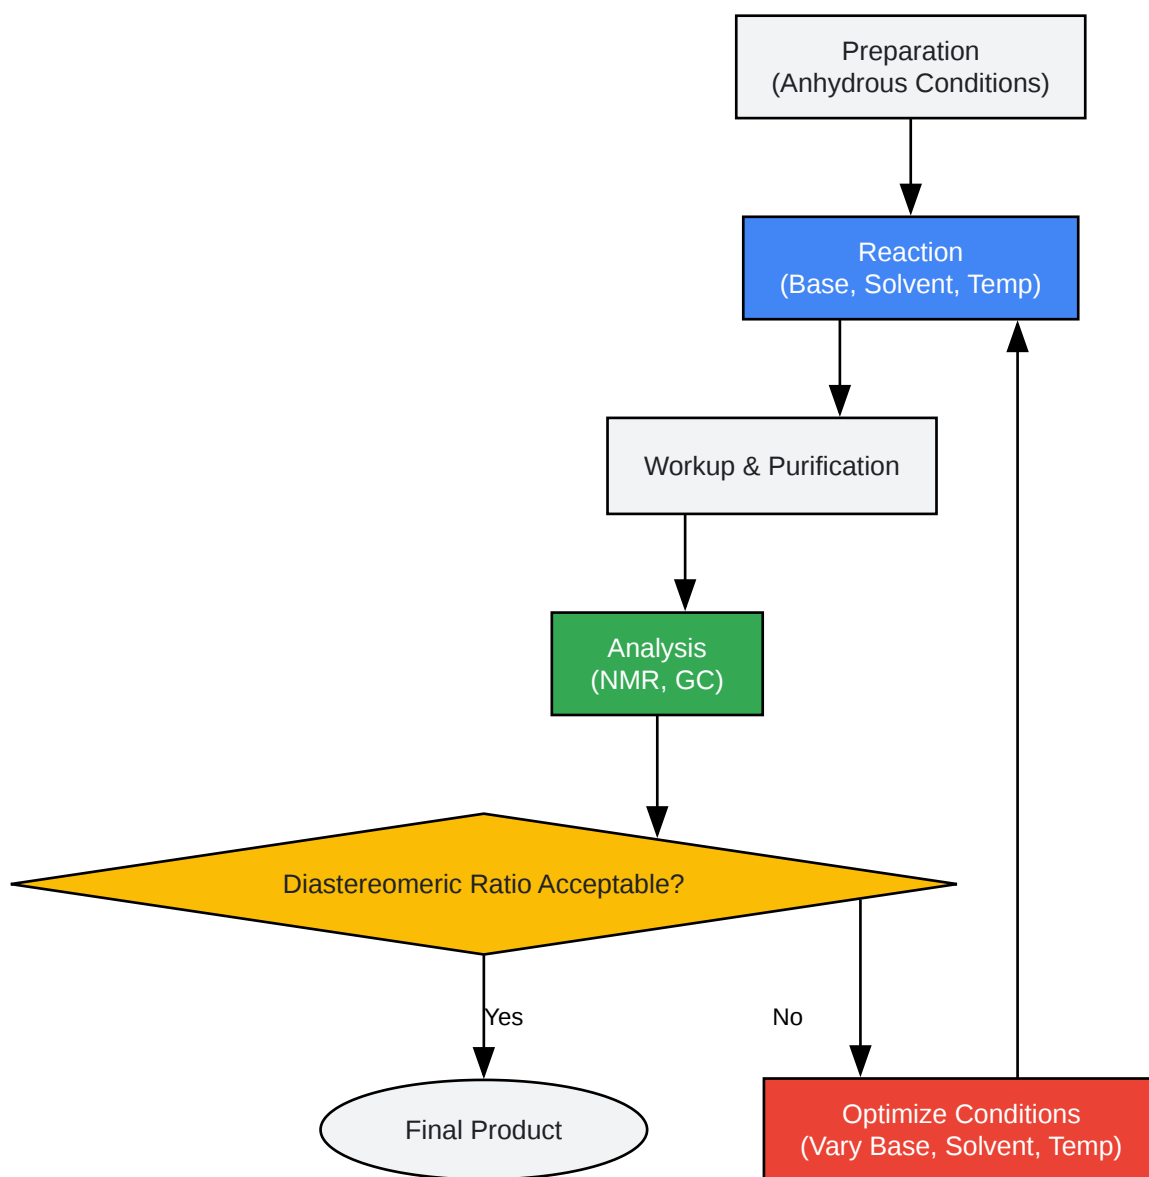 Preparation
(Anhydrous Conditions)
Reaction
(Base, Solvent, Temp)
Workup & Purification
Analysis
(NMR, GC)
Diastereomeric Ratio Acceptable?
Yes
No
Final Product
Optimize Conditions
(Vary Base, Solvent, Temp)